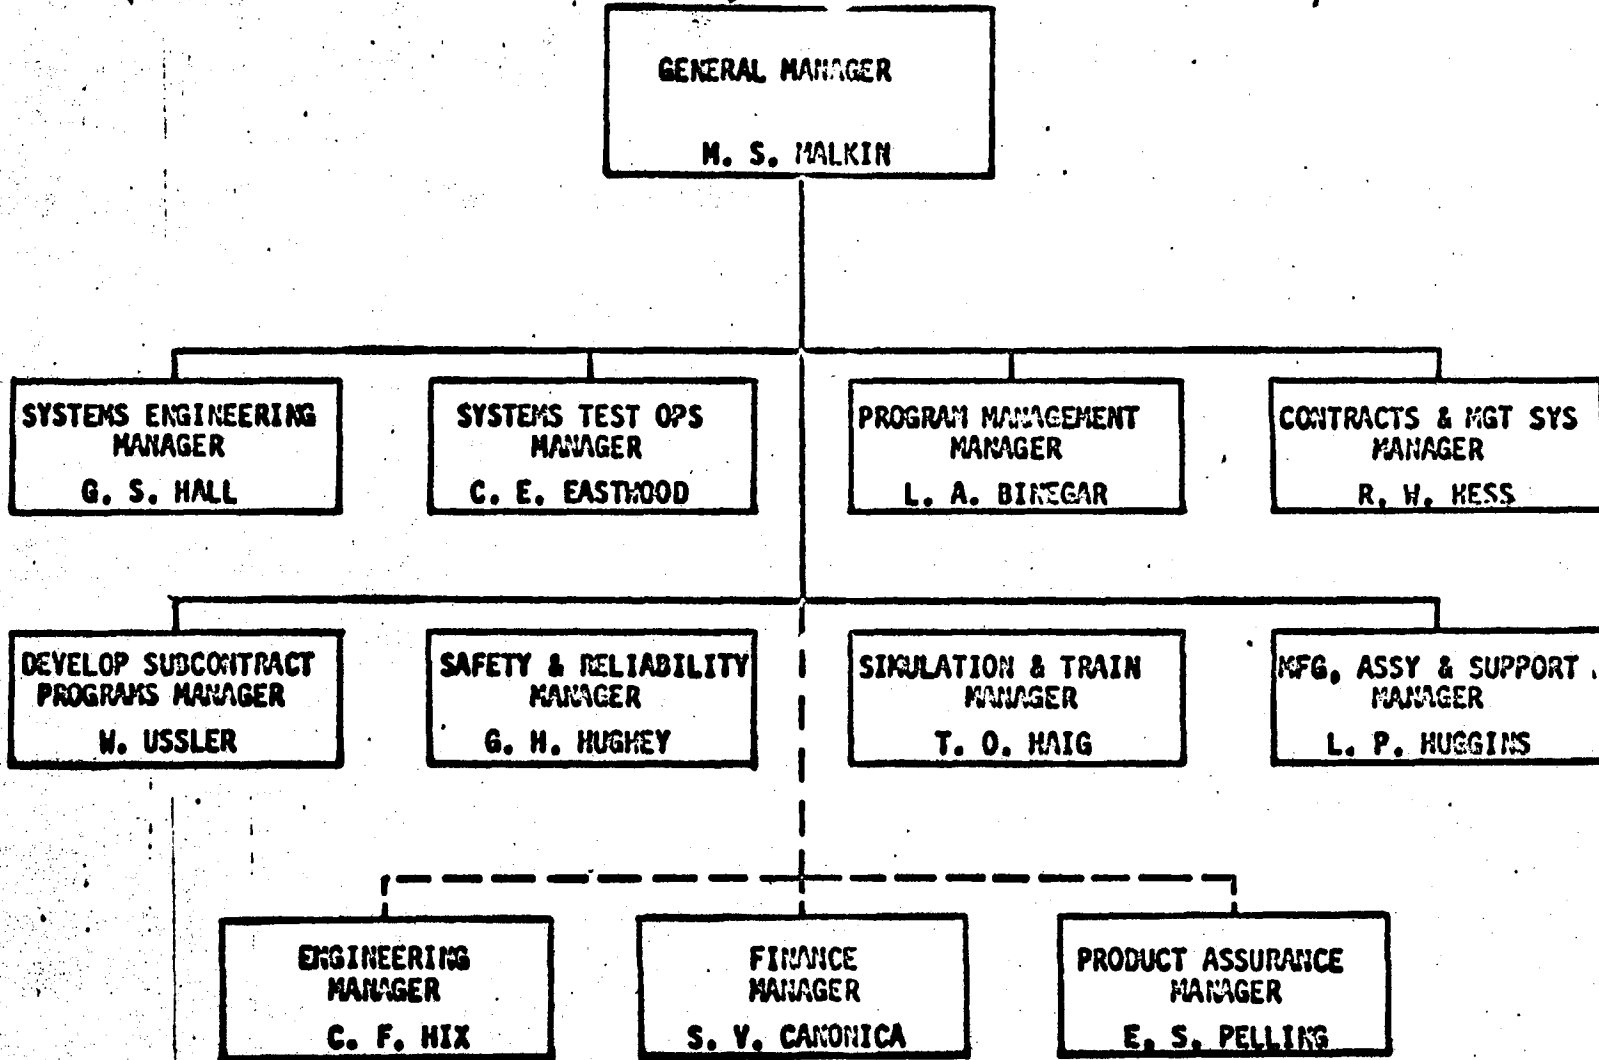 GENERAL MANAGER
M. S. MALKIN
SYSTEMS ENGINEERING
MANAGER
G. S. HALL
SYSTEMS TEST OPS
MANAGER
C. E. EASTWOOD
PROGRAM MANAGEMENT
MANAGER
L. A. BINEGAR
CONTRACTS & MGT SYS
MANAGER
R. W. HESS
DEVELOP SUBCONTRACT
PROGRAMS MANAGER
W. USSLER
SAFETY & RELIABILITY
MANAGER
G. H. HUGHEY
SIMULATION & TRAIN
MANAGER
T. O. HAIG
MFG, ASSY & SUPPORT
MANAGER
L. P. HUGGINS
ENGINEERING
MANAGER
C. F. HIX
FINANCE
MANAGER
S. V. CANONICA
PRODUCT ASSURANCE
MANAGER
E. S. PELLING